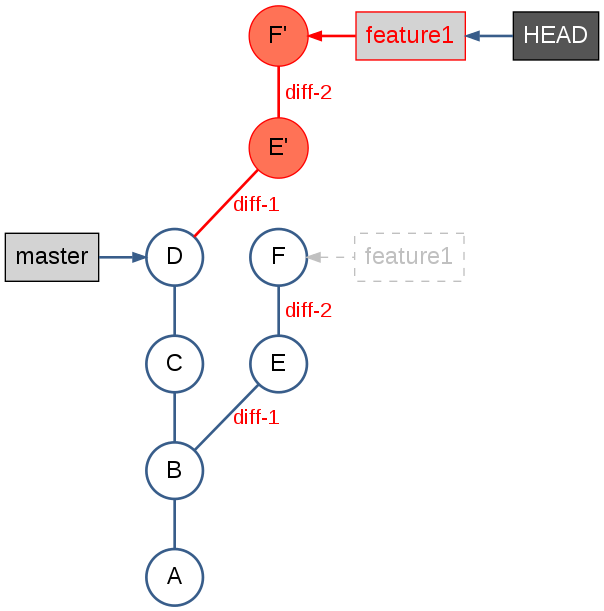 F'
feature1
HEAD
diff-2
E'
diff-1
master
D
F
feature1
diff-2
C
E
diff-1
B
A